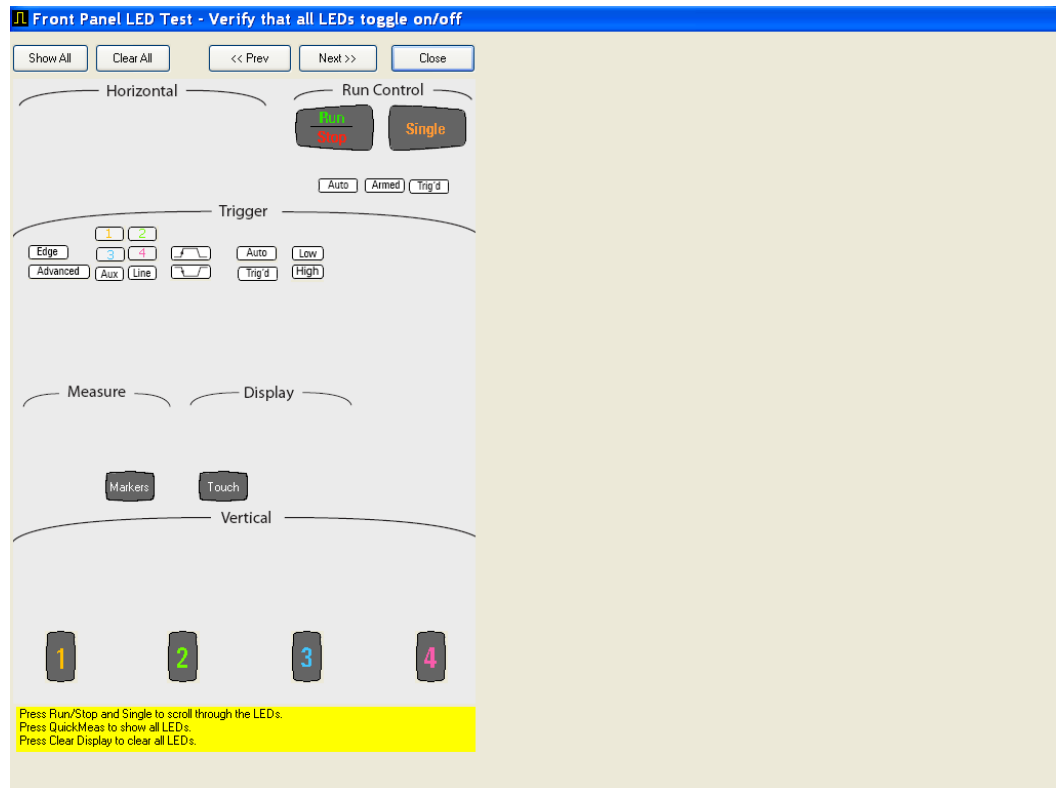 Front Panel LED Test - Verify that all LEDs toggle on/off
Show All Clear All << Prev Next >> Close
Horizontal Run Control
Run
Stop
Single
Auto Armed Trig'd
Trigger
1 2
Edge 3 4 Auto Low
Advanced Aux Line Trig'd High
Measure Display
Markers Touch
Vertical
1 2 3 4
Press Run/Stop and Single to scroll through the LEDs.
Press QuickMeas to show all LEDs.
Press Clear Display to clear all LEDs.